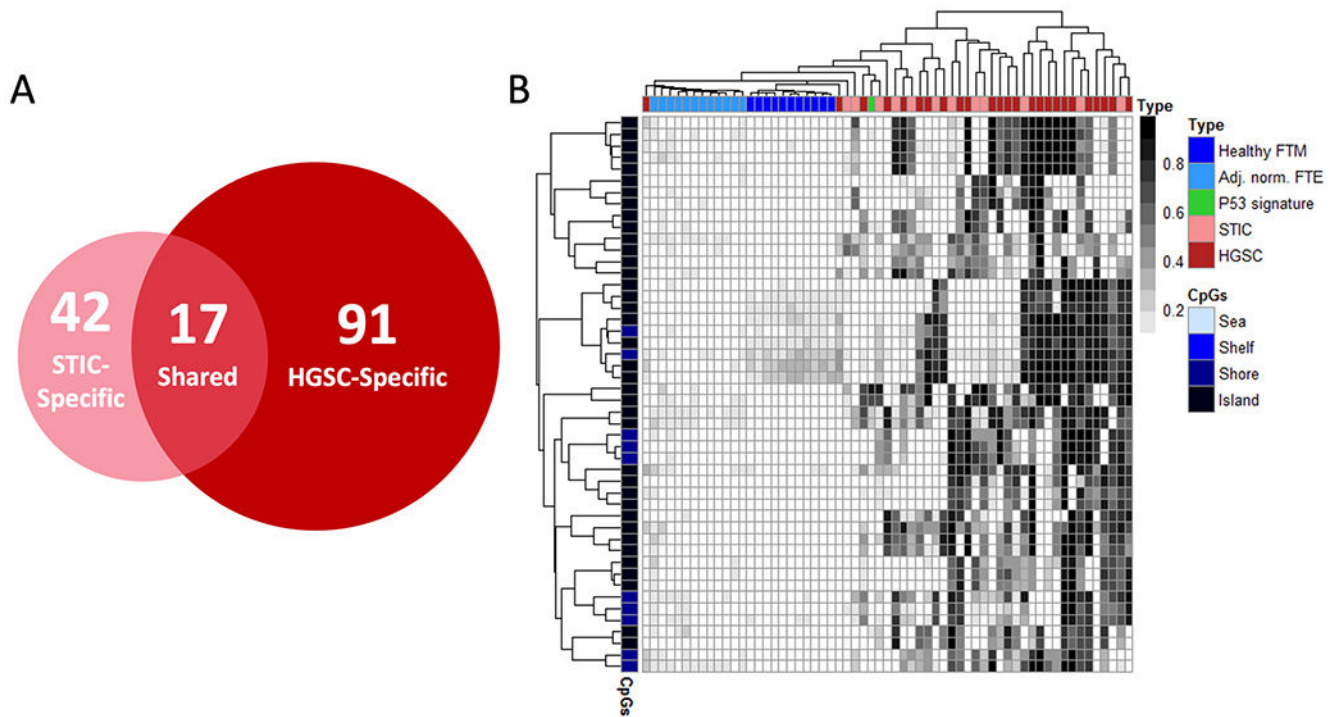 A
42
STIC-
Specific
17
Shared
91
HGSC-Specific
B
Type
0.8
0.6
0.4
0.2
Type
Healthy FTM
Adj. norm. FTE
P53 signature
STIC
HGSC
CpGs
Sea
Shelf
Shore
Island
CpGs